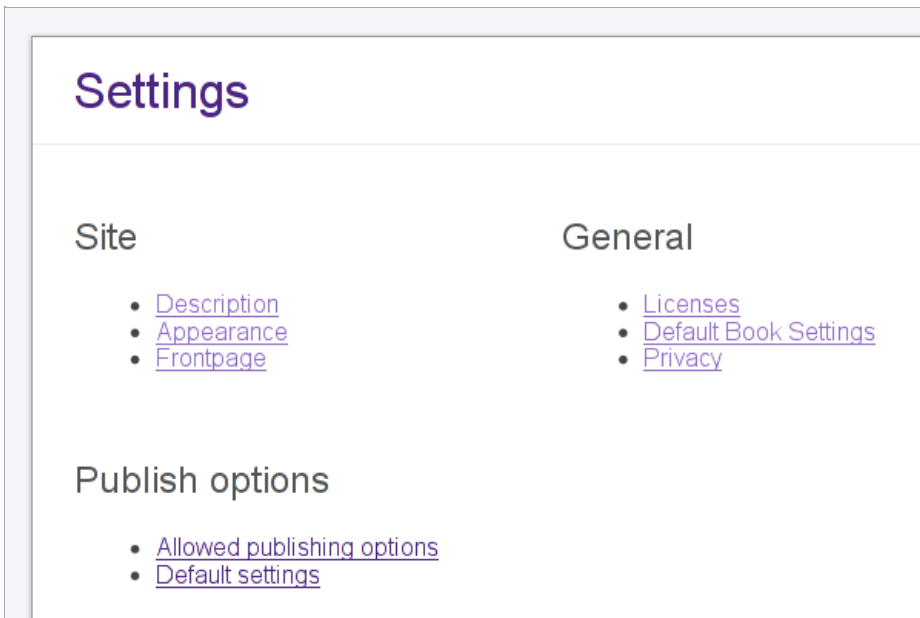 Settings
Site
Description
Appearance
Frontpage
General
Licenses
Default Book Settings
Privacy
Publish options
Allowed publishing options
Default settings